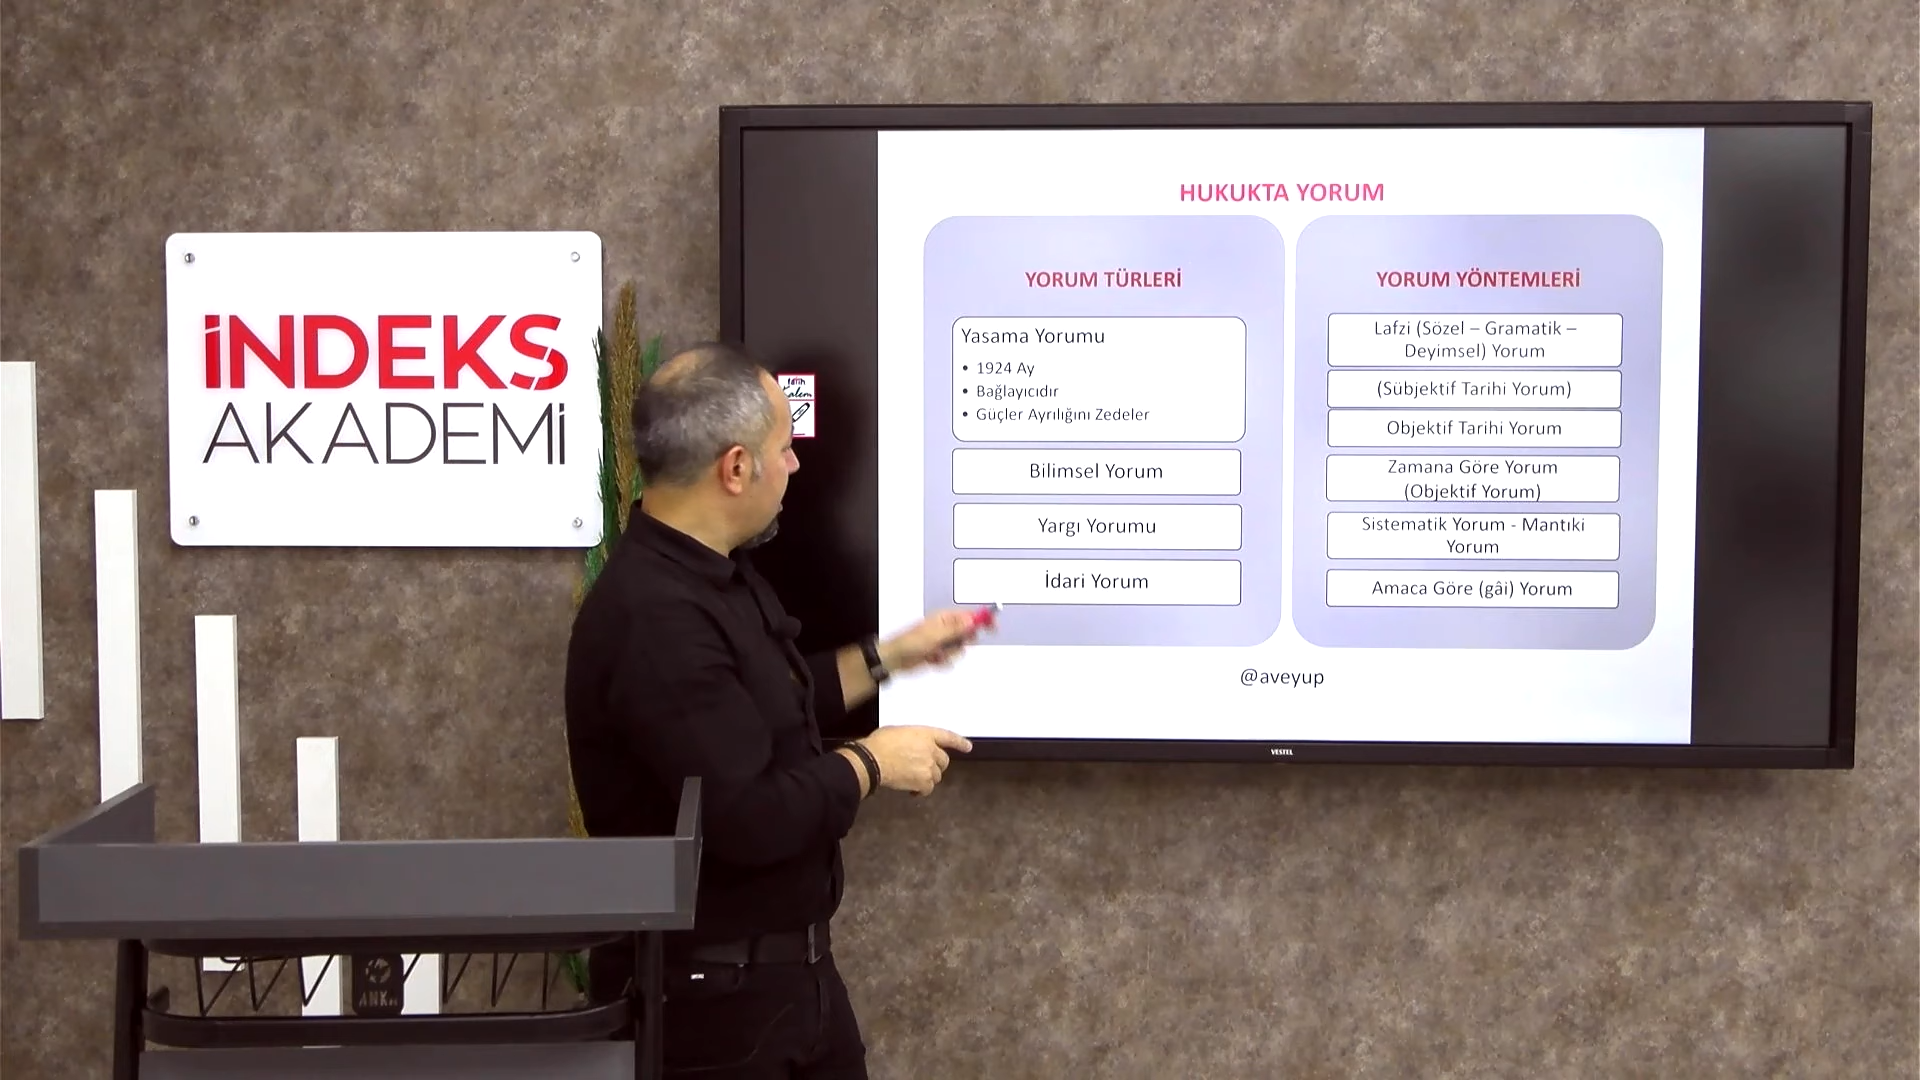 İNDEKS
AKADEMİ
HUKUKTA YORUM
YORUM TÜRLERİ
Yasama Yorumu
• 1924 Ay
• Bağlayıcıdır
• Güçler Ayrılığını Zedeler
Bilimsel Yorum
Yargı Yorumu
İdari Yorum
YORUM YÖNTEMLERİ
Lafzi (Sözel – Gramatik –
Deyimsel) Yorum
(Sübjektif Tarihi Yorum)
Objektif Tarihi Yorum
Zamana Göre Yorum
(Objektif Yorum)
Sistematik Yorum - Mantıki
Yorum
Amaca Göre (gâi) Yorum
@aveyup
VESTEL